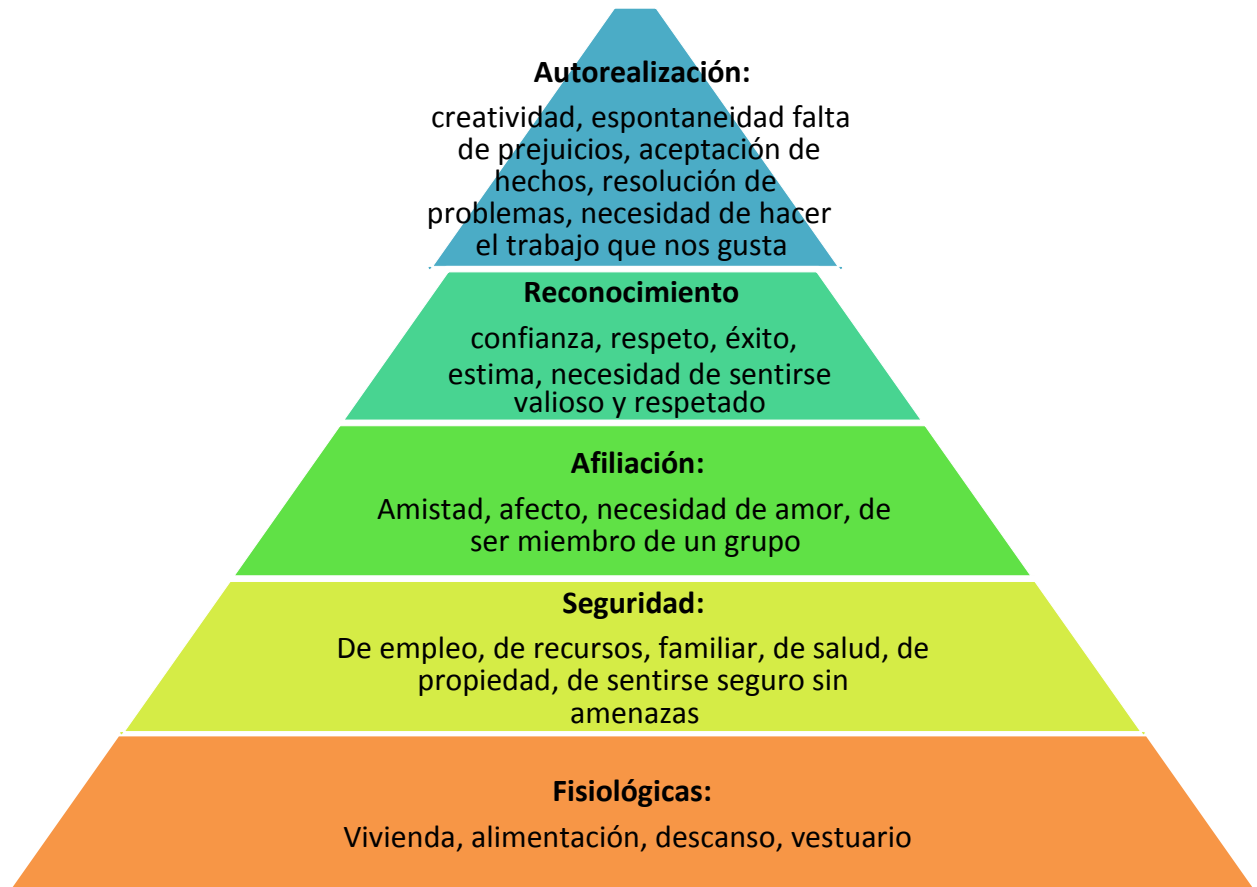 Autorealización:
creatividad, espontaneidad falta
de prejuicios, aceptación de
hechos, resolución de
problemas, necesidad de hacer
el trabajo que nos gusta
Reconocimiento
confianza, respeto, éxito,
estima, necesidad de sentirse
valioso y respetado
Afiliación:
Amistad, afecto, necesidad de amor, de
ser miembro de un grupo
Seguridad:
De empleo, de recursos, familiar, de salud, de
propiedad, de sentirse seguro sin
amenazas
Fisiológicas:
Vivienda, alimentación, descanso, vestuario